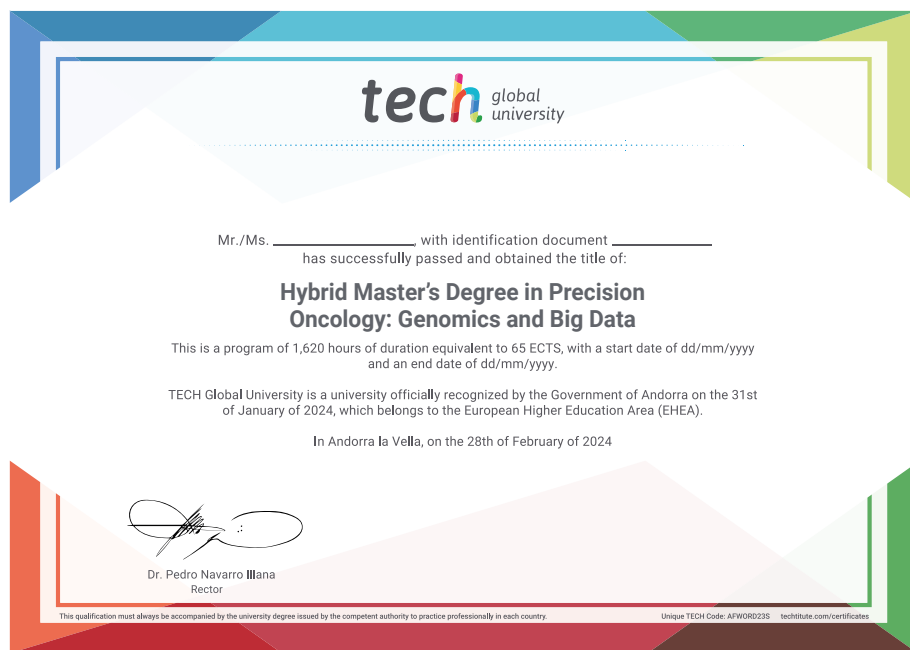 tech global
university
Mr./Ms. ____________, with identification document ____________
has successfully passed and obtained the title of:
Hybrid Master's Degree in Precision
Oncology: Genomics and Big Data
This is a program of 1,620 hours of duration equivalent to 65 ECTS, with a start date of dd/mm/yyyy
and an end date of dd/mm/yyyy.
TECH Global University is a university officially recognized by the Government of Andorra on the 31st
of January of 2024, which belongs to the European Higher Education Area (EHEA).
In Andorra la Vella, on the 28th of February of 2024
Dr. Pedro Navarro Illana
Rector
This qualification must always be accompanied by the university degree issued by the competent authority to practice professionally in each country. Unique TECH Code: AFWORD23S techtitute.com/certificates